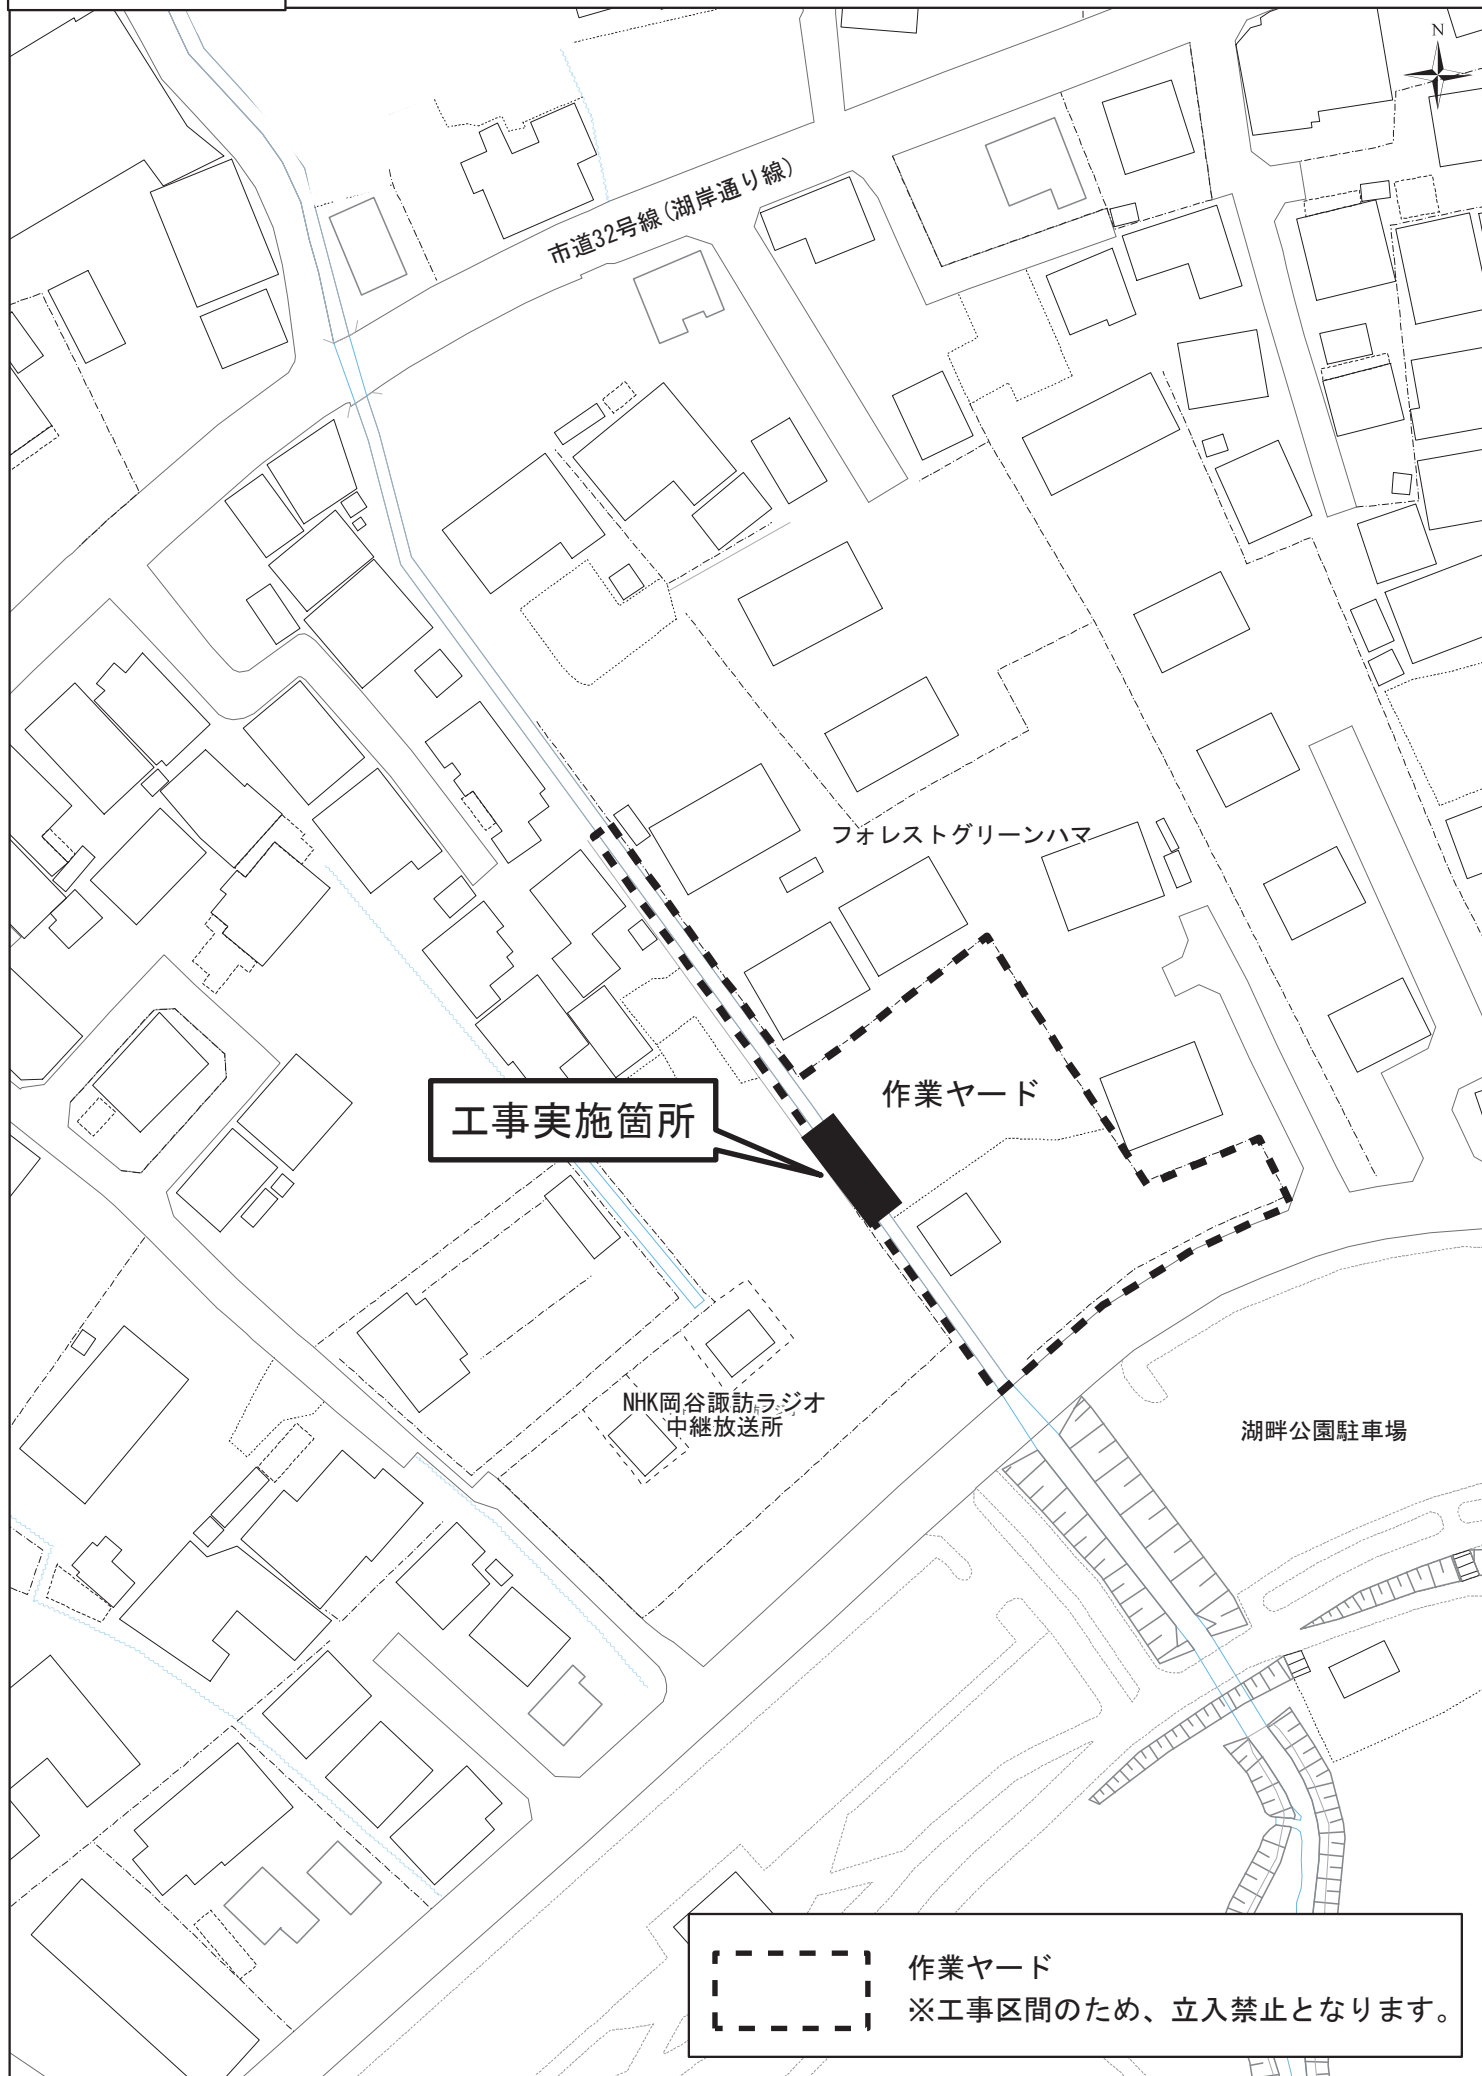 N
市道32号線(湖岸通り線)
フォレストグリーンハマ
作業ヤード
工事実施箇所
NHK岡谷諏訪ラジオ
中継放送所
湖畔公園駐車場
作業ヤード
※工事区間のため、立入禁止となります。